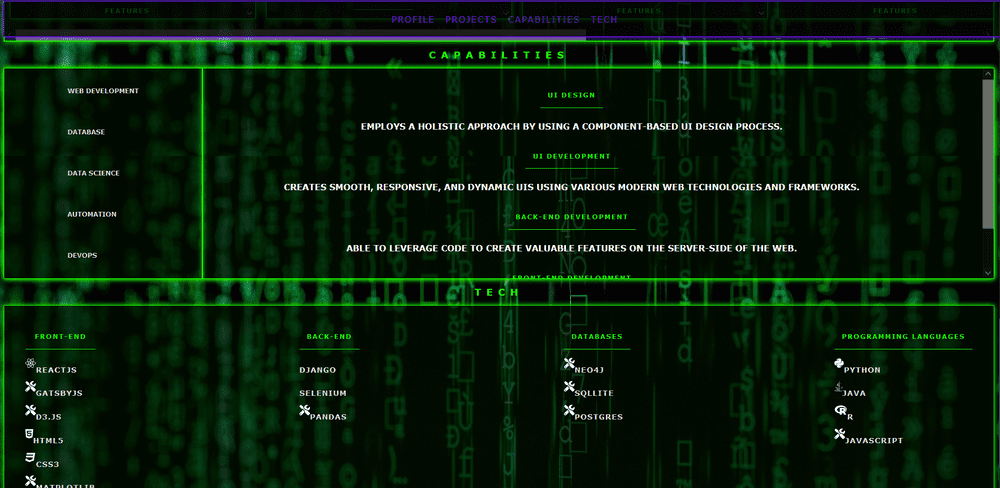 FEATURES
FEATURES
FEATURES
PROFILE PROJECTS CAPABILITIES TECH
CAPABILITIES
WEB DEVELOPMENT
DATABASE
DATA SCIENCE
AUTOMATION
DEVOPS
UI DESIGN
EMPLOYS A HOLISTIC APPROACH BY USING A COMPONENT-BASED UI DESIGN PROCESS.
UI DEVELOPMENT
CREATES SMOOTH, RESPONSIVE, AND DYNAMIC UIS USING VARIOUS MODERN WEB TECHNOLOGIES AND FRAMEWORKS.
BACK-END DEVELOPMENT
ABLE TO LEVERAGE CODE TO CREATE VALUABLE FEATURES ON THE SERVER-SIDE OF THE WEB.
FRONT-END DEVELOPMENT
TECH
FRONT-END
REACTJS
GATSBYJS
D3.JS
HTML5
CSS3
MATPLOTLIB
BACK-END
DJANGO
SELENIUM
PANDAS
DATABASES
NEO4J
SQLLITE
POSTGRES
PROGRAMMING LANGUAGES
PYTHON
JAVA
R
JAVASCRIPT